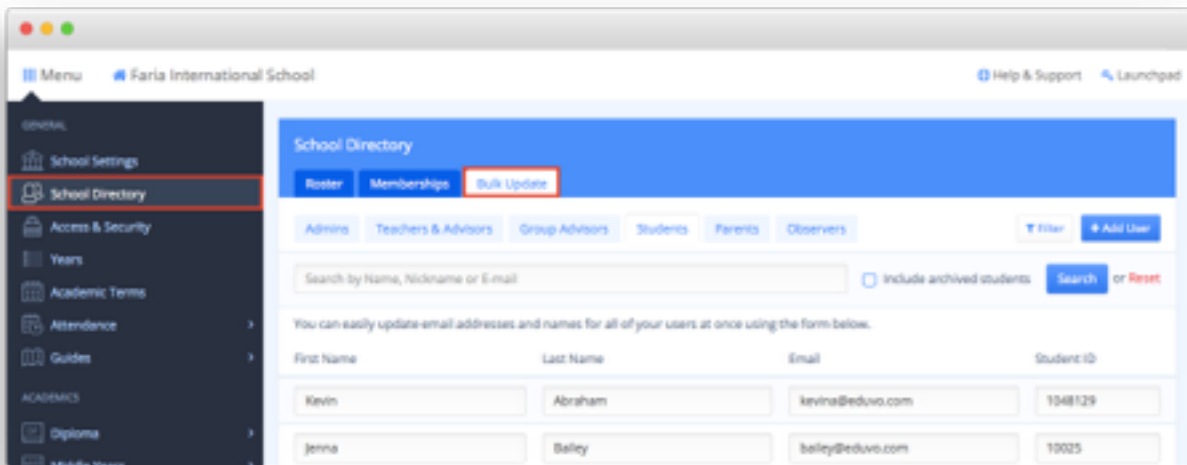 Menu Faria International School Help & Support Launchpad
GENERAL
School Settings
School Directory
Access & Security
Years
Academic Terms
Attendance
Guides
ACADEMICS
Diploma
Middle Years
School Directory
Roster Memberships Bulk Update
Admins Teachers & Advisors Group Advisors Students Parents Observers Filter + Add User
Search by Name, Nickname or E-mail Include archived students Search or Reset
You can easily update email addresses and names for all of your users at once using the form below.
First Name Last Name Email Student ID
Kevin Abraham kevina@eduvo.com 1048129
Jenna Bailey bailey@eduvo.com 10025